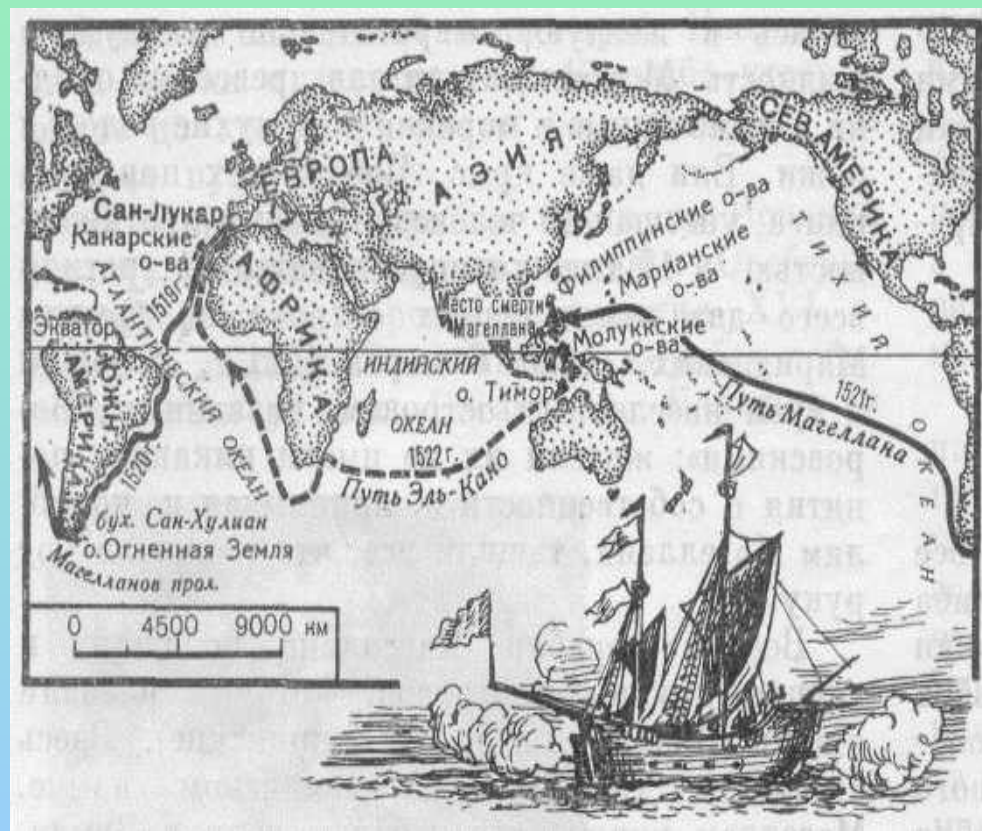 СЕВ. АМЕРИКА
ЕВРОПА
АЗИЯ
Сан-Лукар
Канарские
о-ва
АФРИКА
Филиппинские о-ва
Марианские
о-ва
ТИХИЙ ОКЕАН
АТЛАНТИЧЕСКИЙ
ОКЕАН
1519г.
Место смерти
Магеллана
Экватор
Молуккские
о-ва
ИНДИЙСКИЙ
ОКЕАН
о. Тимор
ЮЖН.
АМЕРИКА
1521г.
Путь Магеллана
1520г.
1522г
Путь Эль-Кано
бух. Сан-Хулиан
о.Огненная Земля
Магелланов прол.
0 4500 9000 км